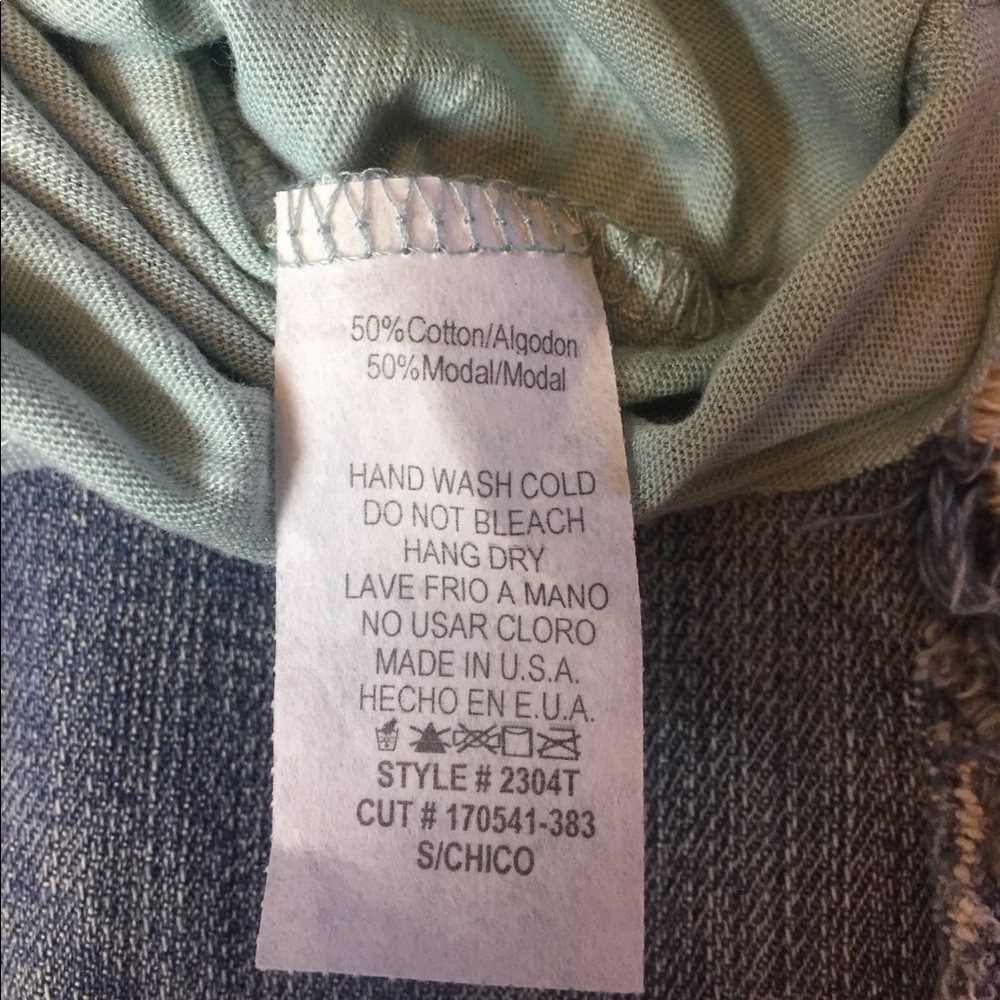 50%Cotton/Algodon
50%Modal/Modal
HAND WASH COLD
DO NOT BLEACH
HANG DRY
LAVE FRIO A MANO
NO USAR CLORO
MADE IN U.S.A.
HECHO EN E.U.A.
STYLE # 2304T
CUT # 170541-383
S/CHICO